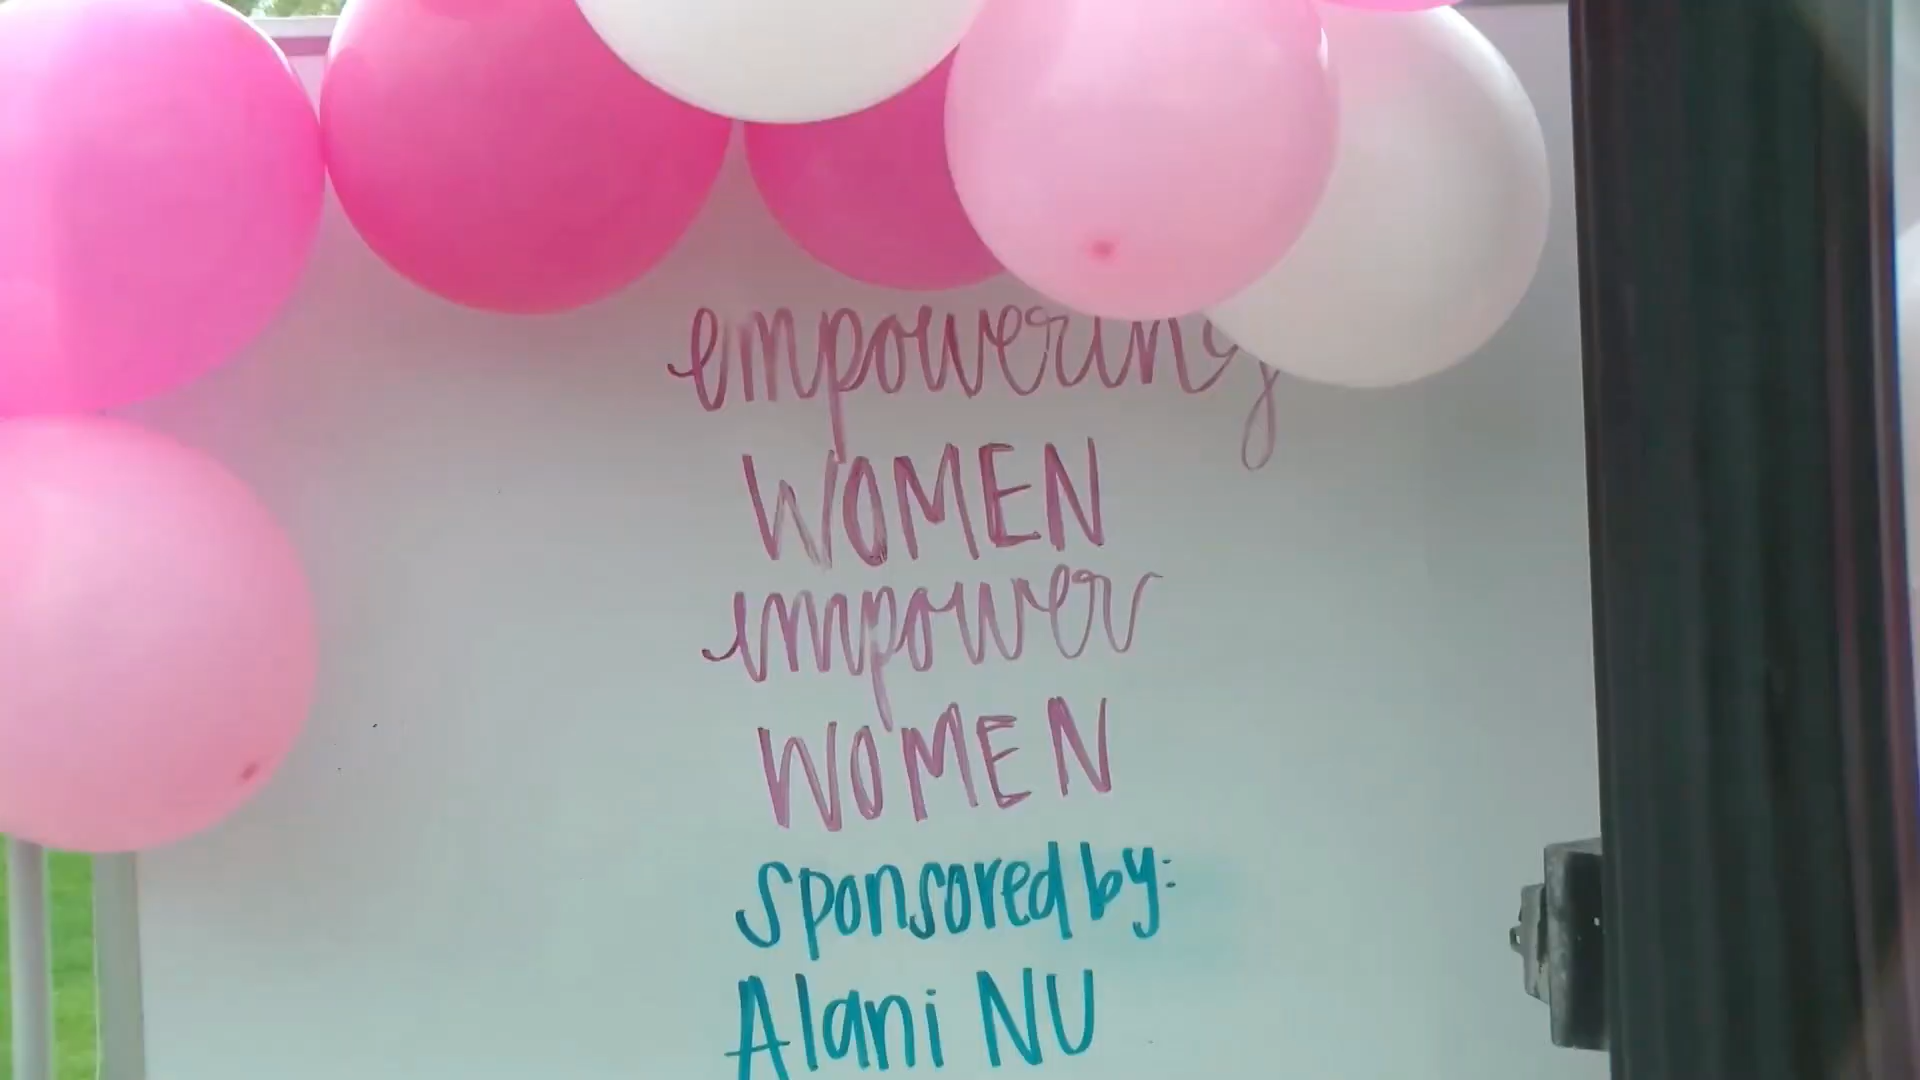 empowering
WOMEN
empower
WOMEN
sponsored by:
Alani NU